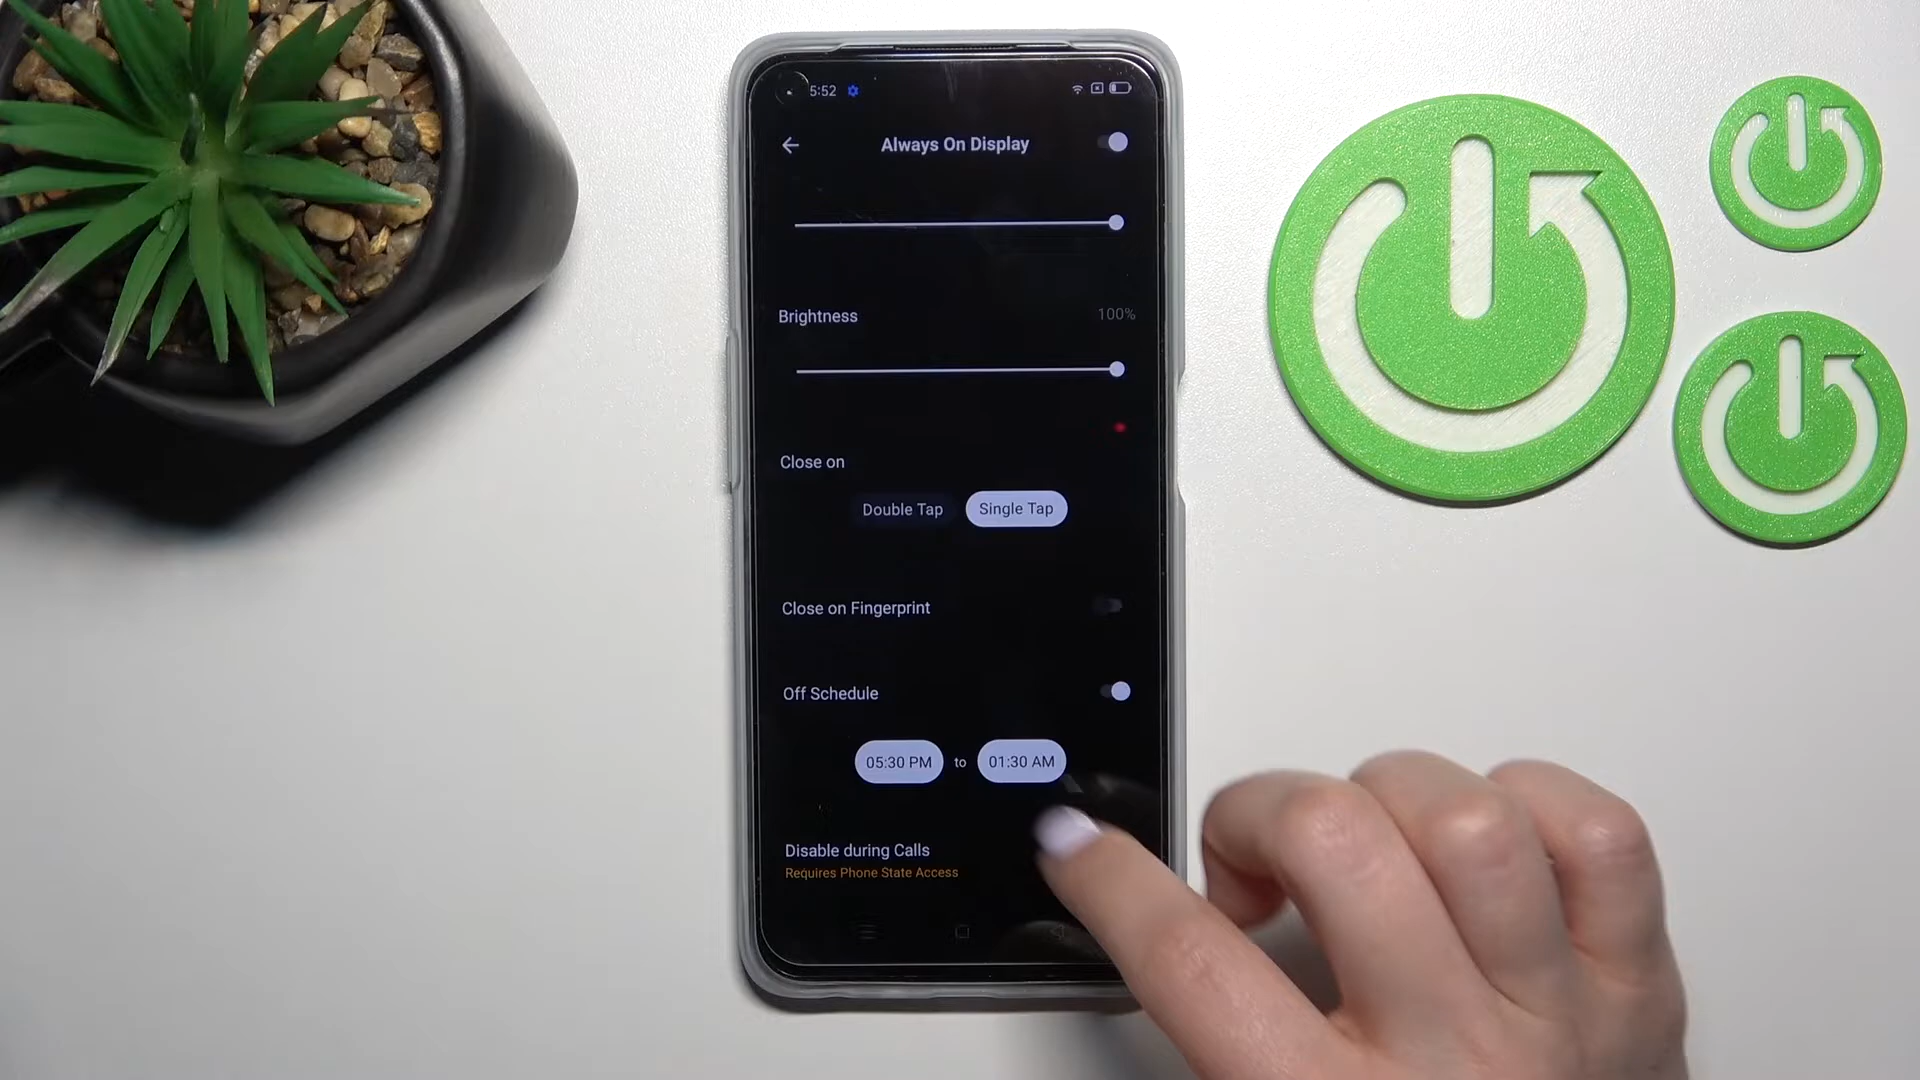 5:52
Always On Display
Brightness 100%
Close on
Double Tap Single Tap
Close on Fingerprint
Off Schedule
05:30 PM to 01:30 AM
Disable during Calls
Requires Phone State Access